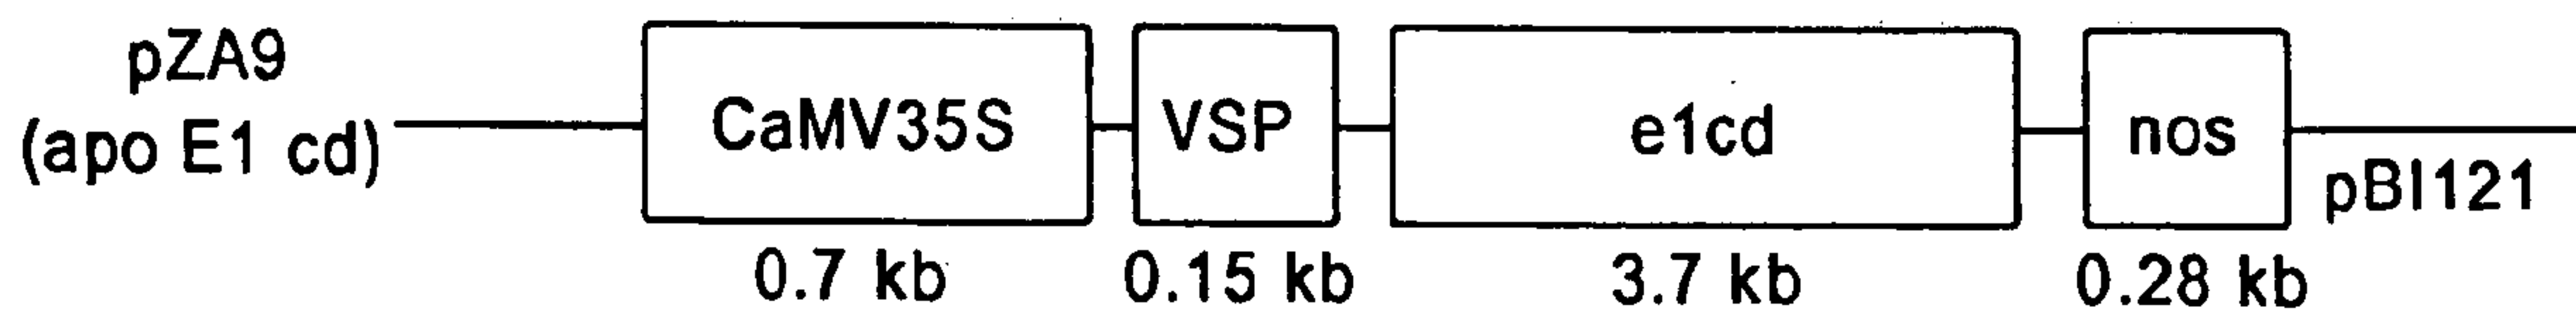 pZA9
(apo E1 cd)
CaMV35S
VSP
e1cd
nos
pBI121
0.7 kb
0.15 kb
3.7 kb
0.28 kb